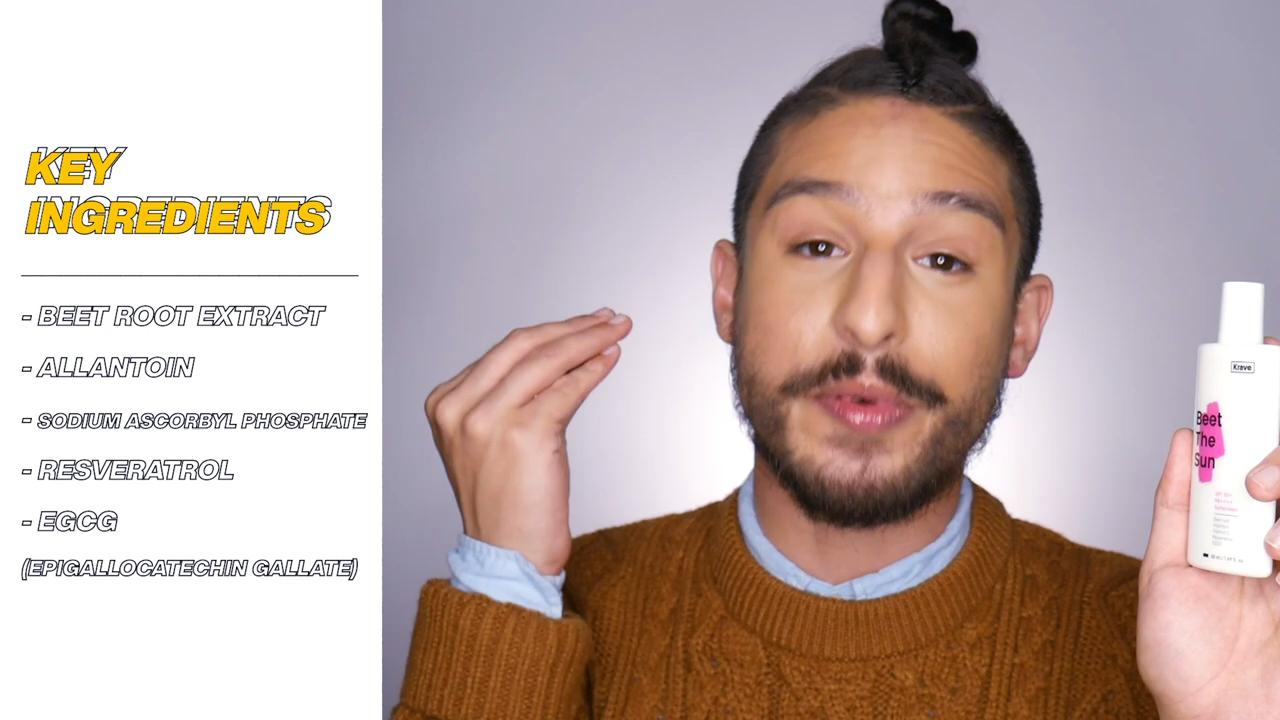 KEY
INGREDIENTS
- BEET ROOT EXTRACT
- ALLANTOIN
- SODIUM ASCORBYL PHOSPHATE
- RESVERATROL
- EGCG
(EPIGALLOCATECHIN GALLATE)
Krave
Beet
The
Sun